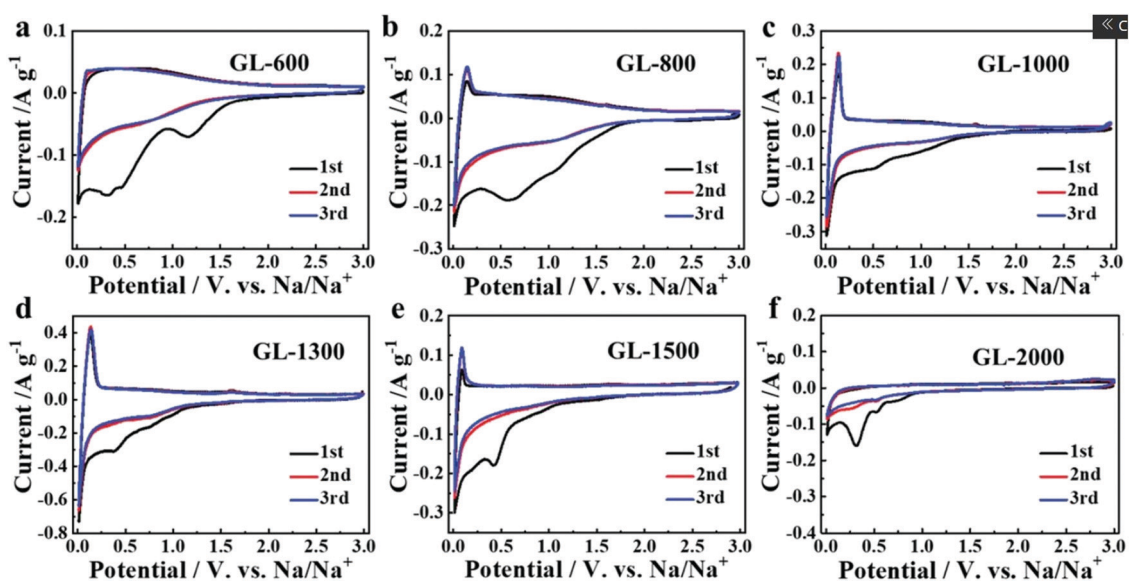 a
GL-600
0.1
0.0
-0.1
-0.2
Current /A g⁻¹
1st
2nd
3rd
0.0 0.5 1.0 1.5 2.0 2.5 3.0
Potential / V. vs. Na/Na⁺
b
GL-800
0.2
0.1
0.0
-0.1
-0.2
-0.3
Current /A g⁻¹
1st
2nd
3rd
0.0 0.5 1.0 1.5 2.0 2.5 3.0
Potential / V. vs. Na/Na⁺
c
« C
GL-1000
0.3
0.2
0.1
0.0
-0.1
-0.2
-0.3
Current /A g⁻¹
1st
2nd
3rd
0.0 0.5 1.0 1.5 2.0 2.5 3.0
Potential / V. vs. Na/Na⁺
d
GL-1300
0.4
0.2
0.0
-0.2
-0.4
-0.6
-0.8
Current /A g⁻¹
1st
2nd
3rd
0.0 0.5 1.0 1.5 2.0 2.5 3.0
Potential / V. vs. Na/Na⁺
e
GL-1500
0.2
0.1
0.0
-0.1
-0.2
-0.3
Current /A g⁻¹
1st
2nd
3rd
0.0 0.5 1.0 1.5 2.0 2.5 3.0
Potential / V. vs. Na/Na⁺
f
GL-2000
0.2
0.1
0.0
-0.1
-0.2
-0.3
-0.4
Current /A g⁻¹
1st
2nd
3rd
0.0 0.5 1.0 1.5 2.0 2.5 3.0
Potential / V. vs. Na/Na⁺